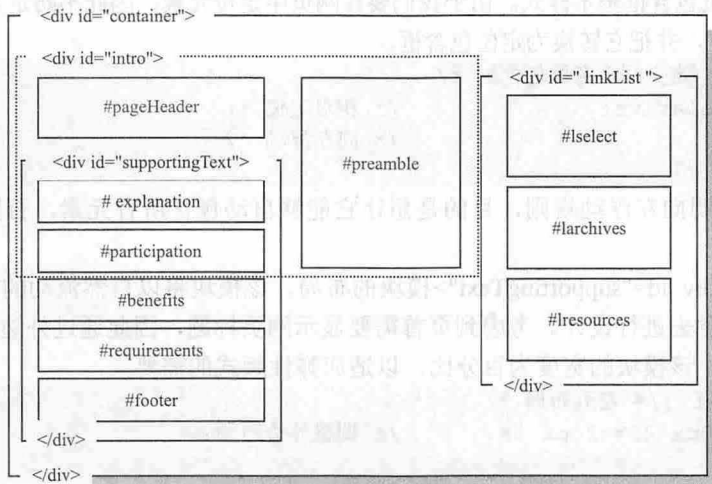 <div id="container">
<div id="intro">
#pageHeader
#preamble
<div id=" linkList ">
#lselect
#larchives
#lresources
</div>
<div id="supportingText">
# explanation
#participation
#benefits
#requirements
#footer
</div>
</div>